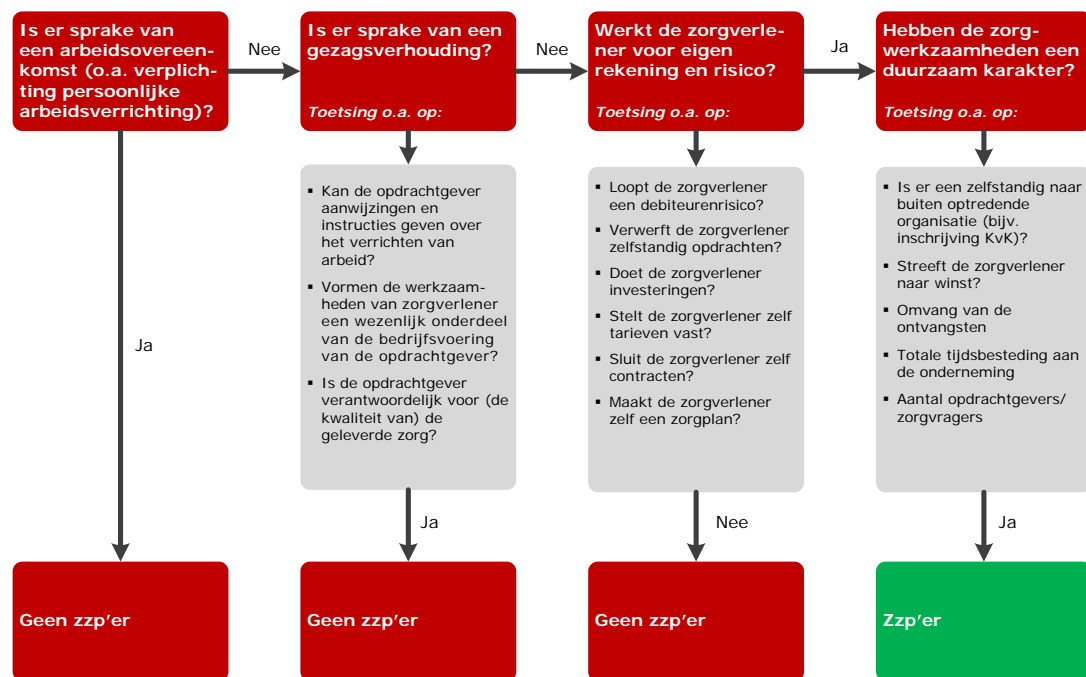 Is er sprake van
een arbeidsovereen-
komst (o.a. verplich-
ting persoonlijke
arbeidsverrichting)?
Nee
Is er sprake van een
gezagsverhouding?
Toetsing o.a. op:
Nee
Werkt de zorgverle-
ner voor eigen
rekening en risico?
Toetsing o.a. op:
Ja
Hebben de zorg-
werkzaamheden een
duurzaam karakter?
Toetsing o.a. op:
Ja
▪ Kan de opdrachtgever
aanwijzingen en
instructies geven over
het verrichten van
arbeid?
▪ Vormen de werkzaam-
heden van zorgverlener
een wezenlijk onderdeel
van de bedrijfsvoering
van de opdrachtgever?
▪ Is de opdrachtgever
verantwoordelijk voor (de
kwaliteit van) de
geleverde zorg?
▪ Loopt de zorgverlener
een debiteurenrisico?
▪ Verwerft de zorgverlener
zelfstandig opdrachten?
▪ Doet de zorgverlener
investeringen?
▪ Stelt de zorgverlener zelf
tarieven vast?
▪ Sluit de zorgverlener zelf
contracten?
▪ Maakt de zorgverlener
zelf een zorgplan?
▪ Is er een zelfstandig naar
buiten optredende
organisatie (bijv.
inschrijving KvK)?
▪ Streeft de zorgverlener
naar winst?
▪ Omvang van de
ontvangsten
▪ Totale tijdsbesteding aan
de onderneming
▪ Aantal opdrachtgevers/
zorgvragers
Ja
Nee
Ja
Geen zzp'er
Geen zzp'er
Geen zzp'er
Zzp'er